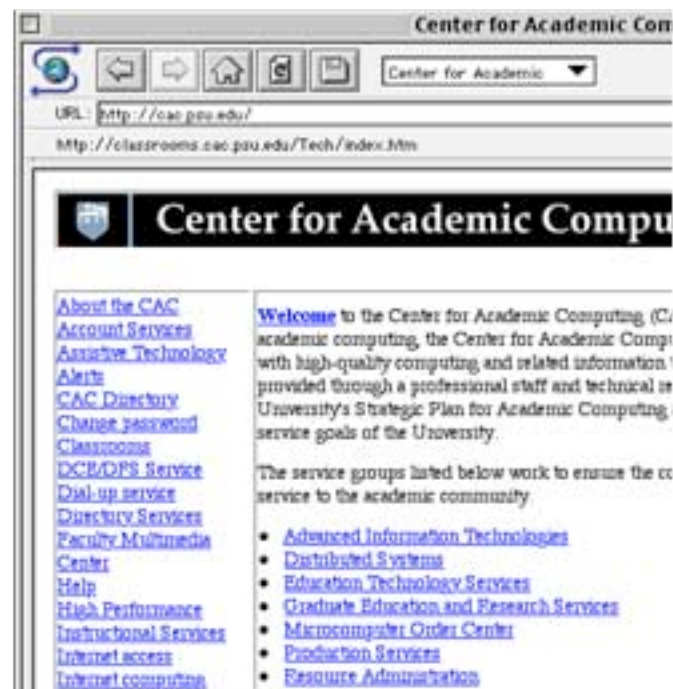 Center for Academic Com
Center for Academic
URL: http://cac.psu.edu/
http://classrooms.cac.psu.edu/Tech/index.htm
Center for Academic Compu
About the CAC
Account Services
Assistive Technology
Alerts
CAC Directory
Change password
Classrooms
DCE/DFS Service
Dial-up service
Directory Services
Faculty Multimedia
Center
Help
High Performance
Instructional Services
Internet access
Internet computing
Welcome to the Center for Academic Computing (CA
academic computing, the Center for Academic Comp
with high-quality computing and related information
provided through a professional staff and technical re
University's Strategic Plan for Academic Computing
service goals of the University.
The service groups listed below work to ensure the co
service to the academic community
• Advanced Information Technologies
• Distributed Systems
• Education Technology Services
• Graduate Education and Research Services
• Microcomputer Order Center
• Production Services
• Resource Administration